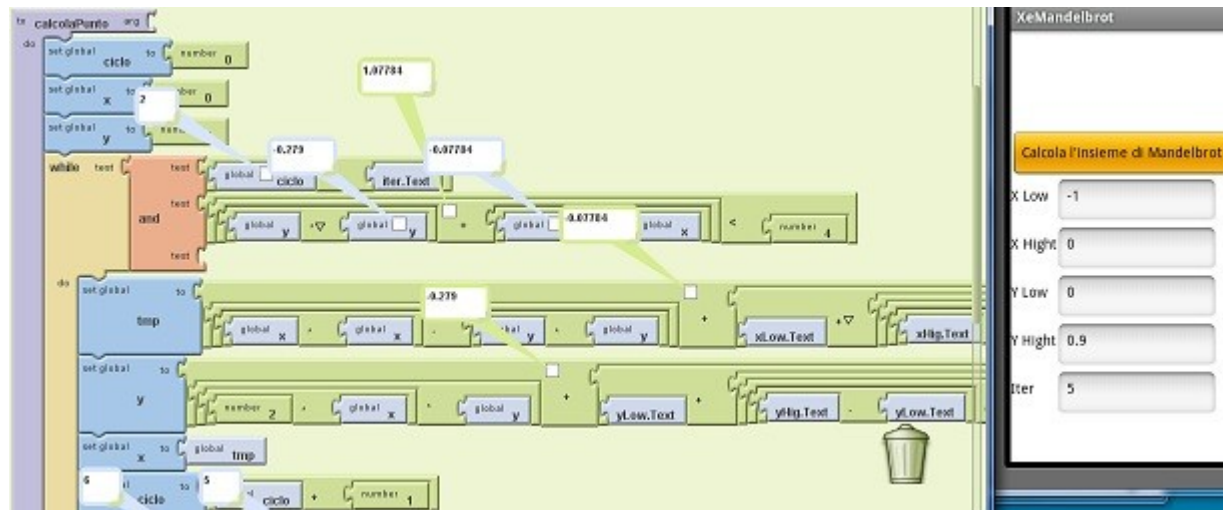 to calcolaPunto arg
do
set global ciclo to number 0
1.07784
set global x to number 0
2
set global y to
-0.279
-0.07784
while test test global ciclo iter.Text
and test global y global y + global global x < number 4
-0.07784
test
do set global tmp to global x global x - global y global y + xLow.Text + xHig.Text
-0.279
set global y to number 2 global x global y + yLow.Text + yHig.Text - yLow.Text
set global x to global tmp
6
5
ciclo to ciclo + number 1
XeMandelbrot
Calcola l'Insieme di Mandelbrot
X Low -1
X Hight 0
Y Low 0
Y Hight 0.9
Iter 5